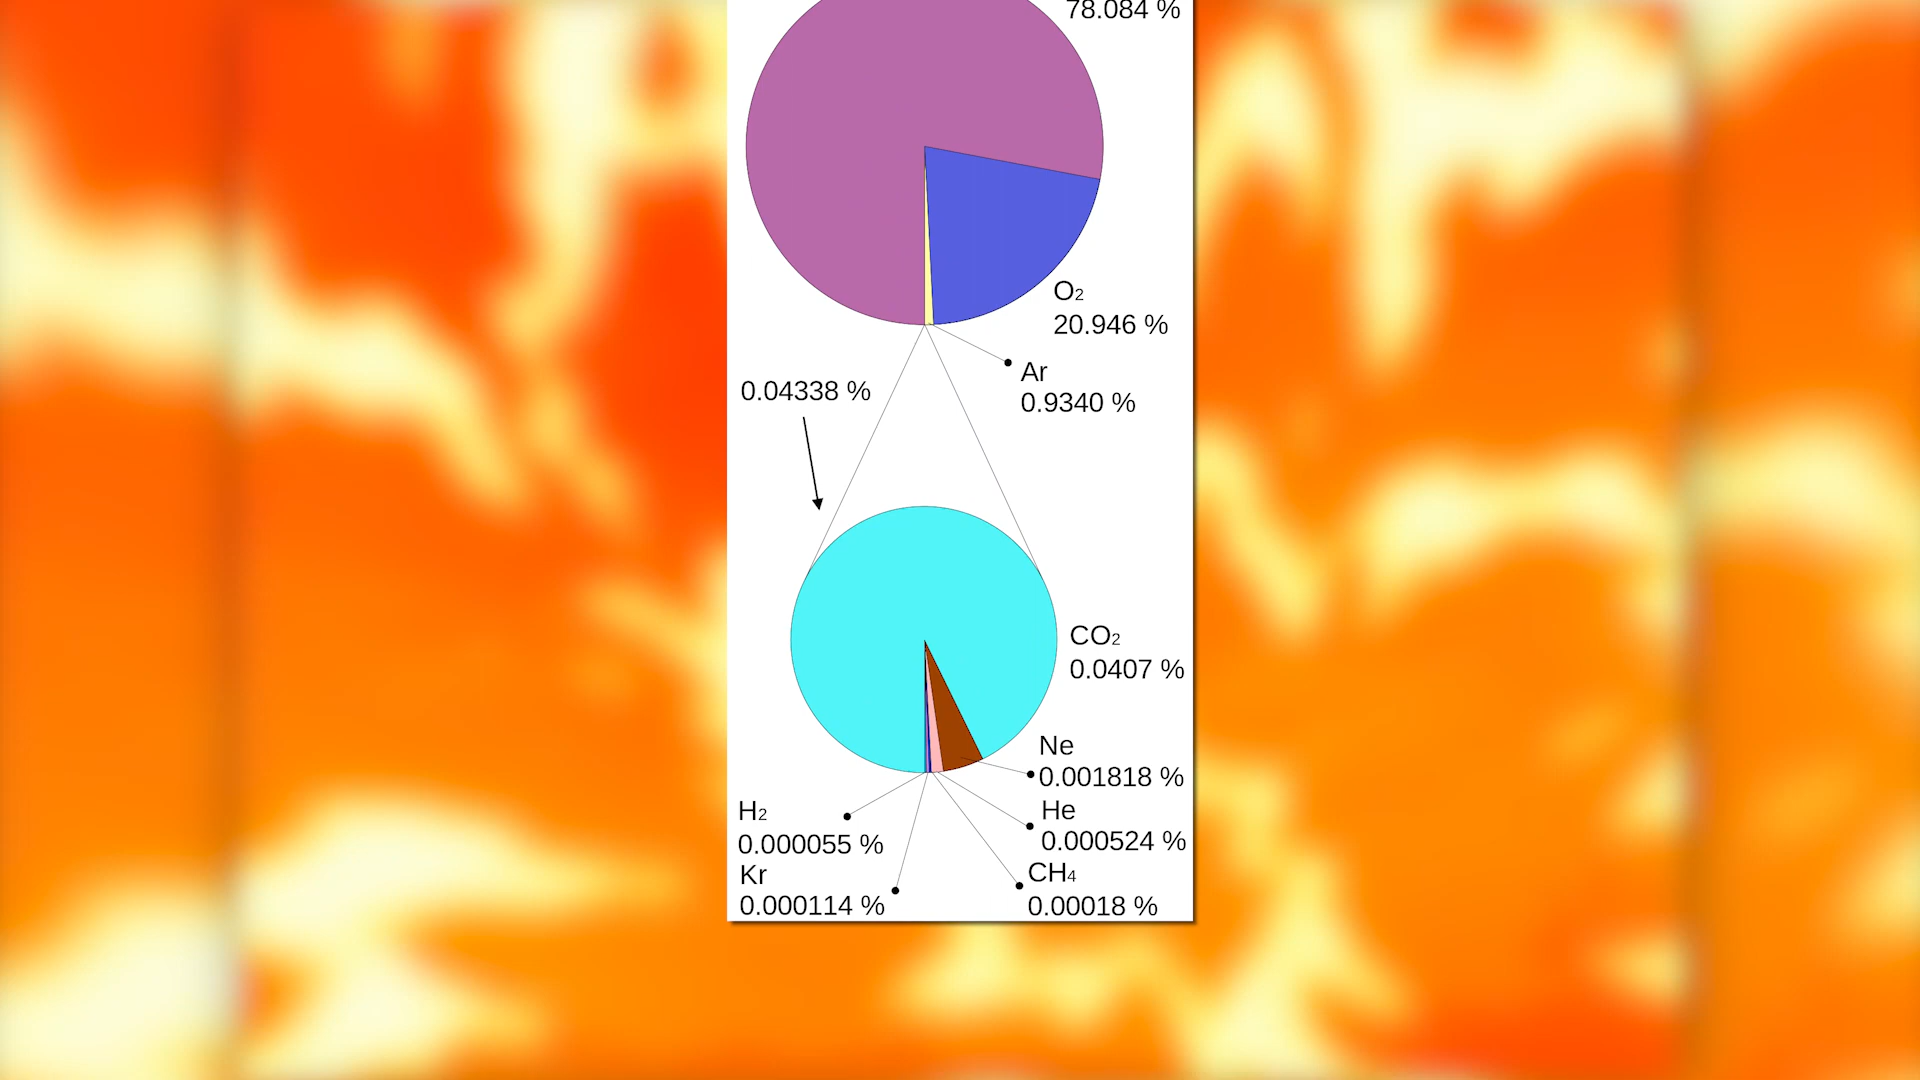 78.084 %
O₂
20.946 %
Ar
0.9340 %
0.04338 %
CO₂
0.0407 %
Ne
0.001818 %
He
0.000524 %
CH₄
0.00018 %
H₂
0.000055 %
Kr
0.000114 %